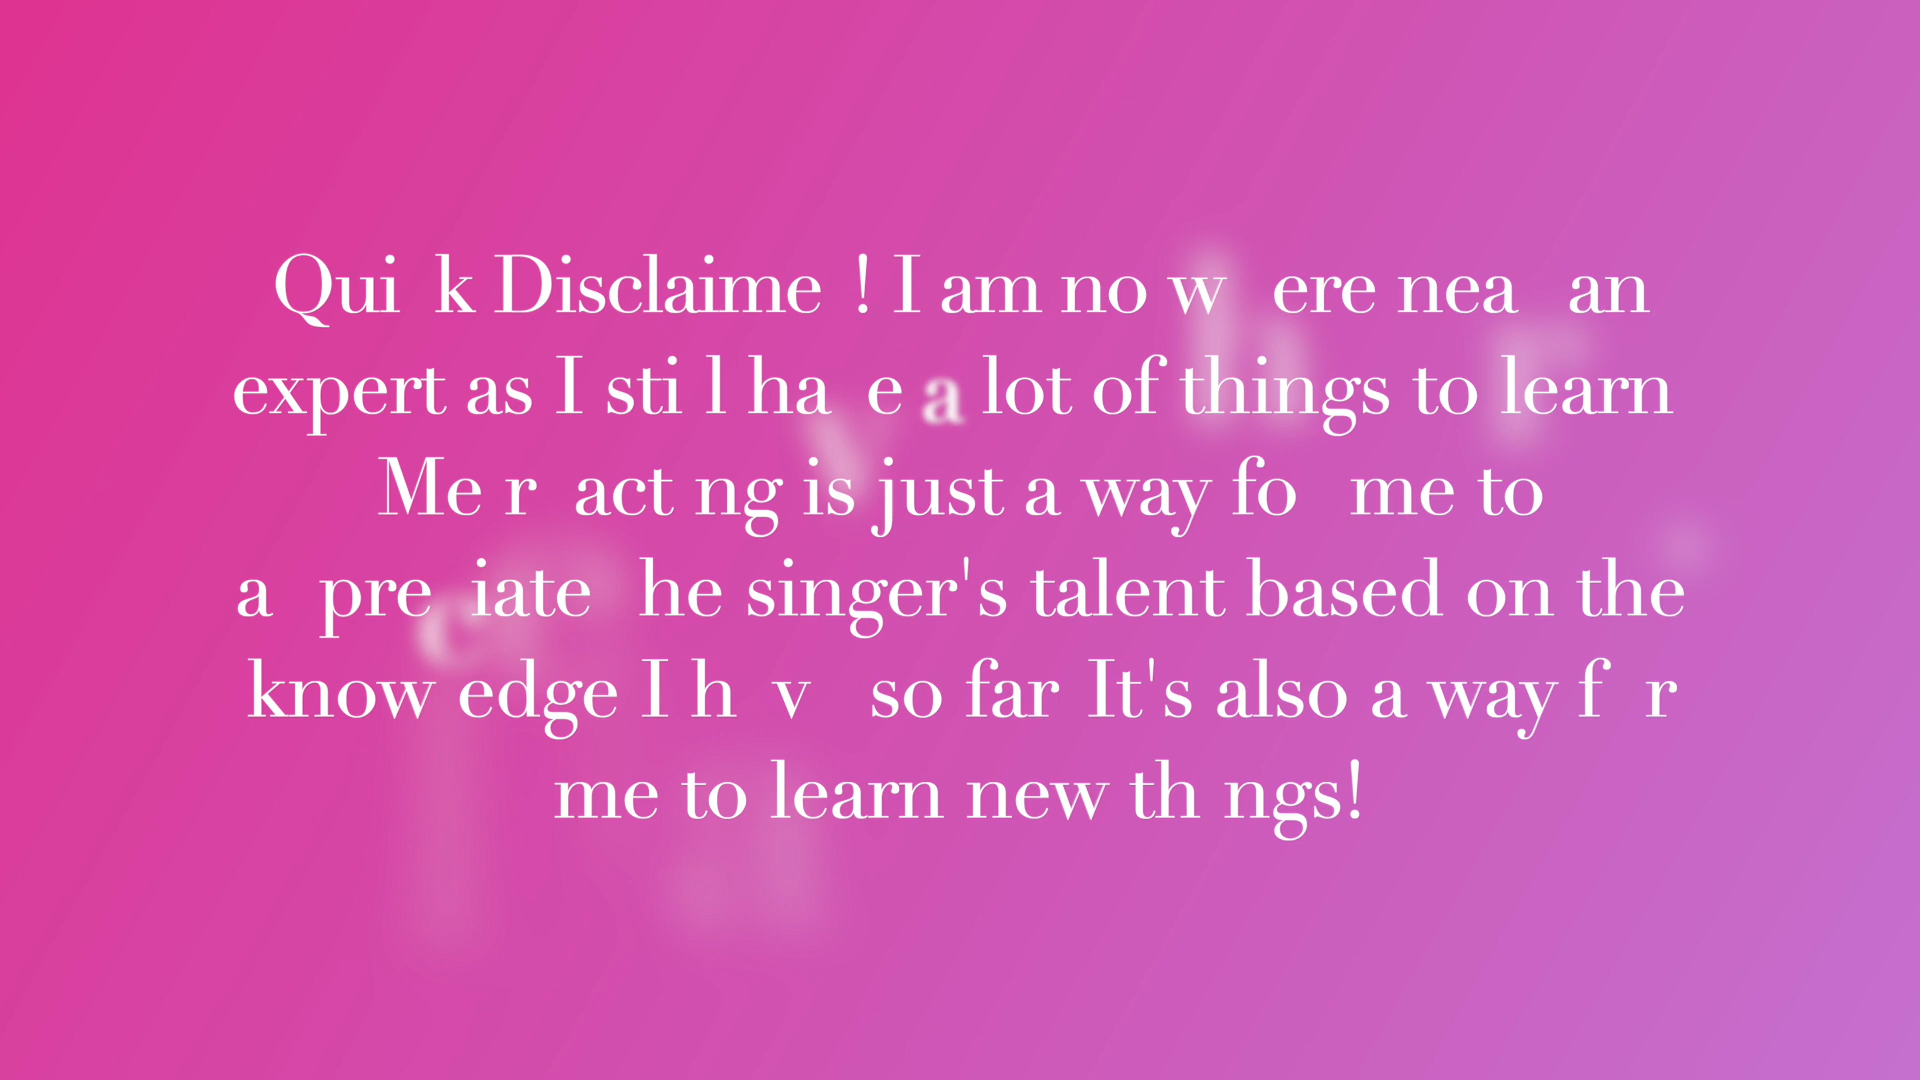 Qui k Disclaime ! I am no w ere nea an
expert as I sti l ha e a lot of things to learn
Me r act ng is just a way fo me to
a pre iate he singer's talent based on the
know edge I h v so far It's also a way f r
me to learn new th ngs!